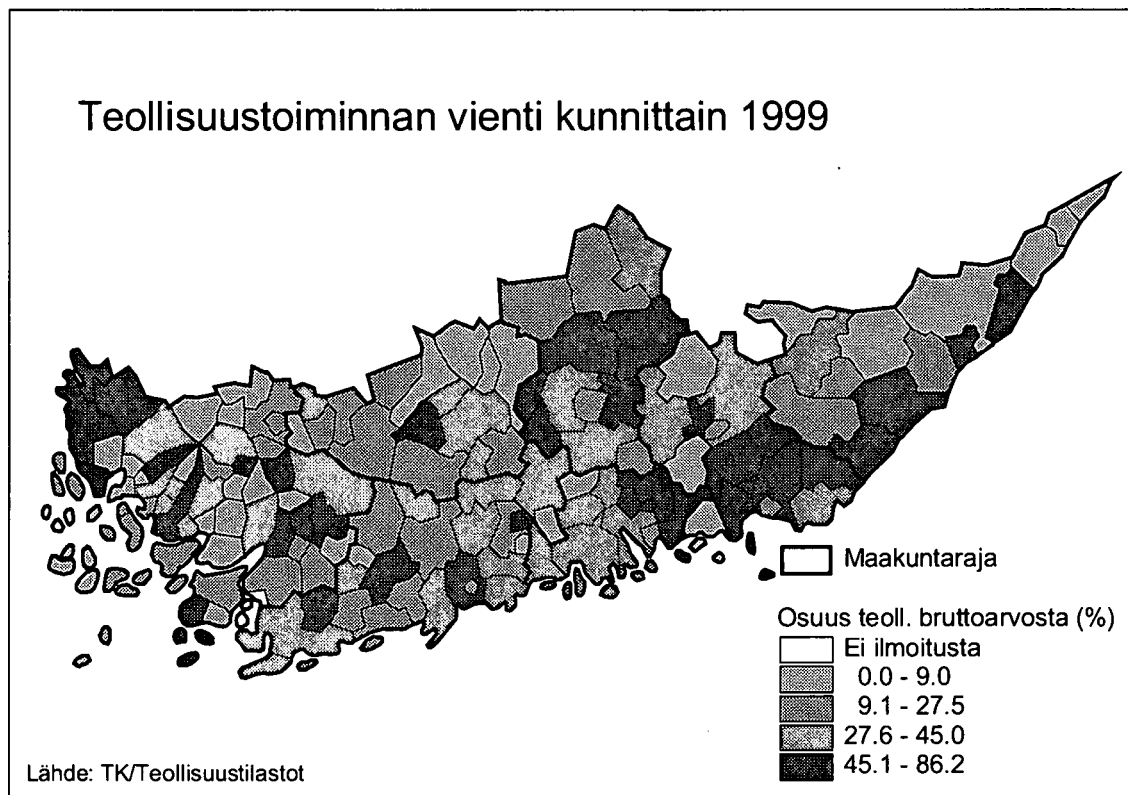 Teollisuustoiminnan vienti kunnittain 1999
Maakuntaraja
Osuus teoll. bruttoarvosta (%)
Ei ilmoitusta
0.0 - 9.0
9.1 - 27.5
27.6 - 45.0
45.1 - 86.2
Lähde: TK/Teollisuustilastot